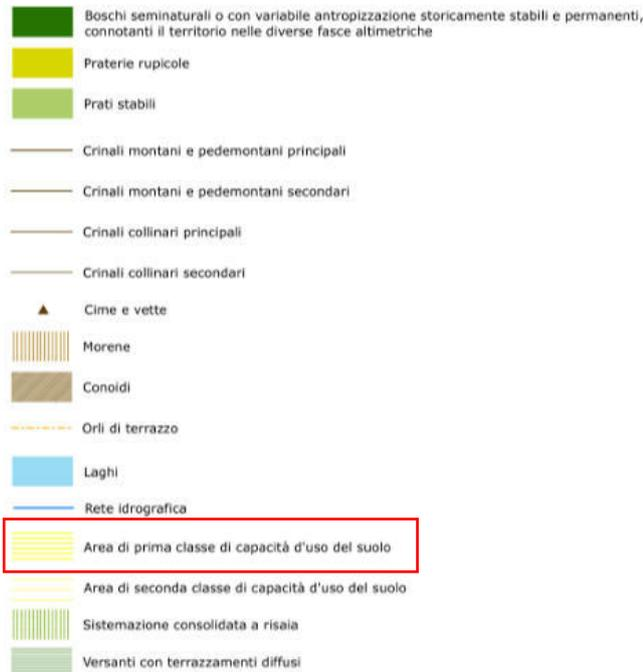 Boschi seminaturali o con variabile antropizzazione storicamente stabili e permanenti,
connotanti il territorio nelle diverse fasce altimetriche
Praterie rupicole
Prati stabili
Crinali montani e pedemontani principali
Crinali montani e pedemontani secondari
Crinali collinari principali
Crinali collinari secondari
Cime e vette
Morene
Conoidi
Orli di terrazzo
Laghi
Rete idrografica
Area di prima classe di capacità d'uso del suolo
Area di seconda classe di capacità d'uso del suolo
Sistemazione consolidata a risaia
Versanti con terrazzamenti diffusi